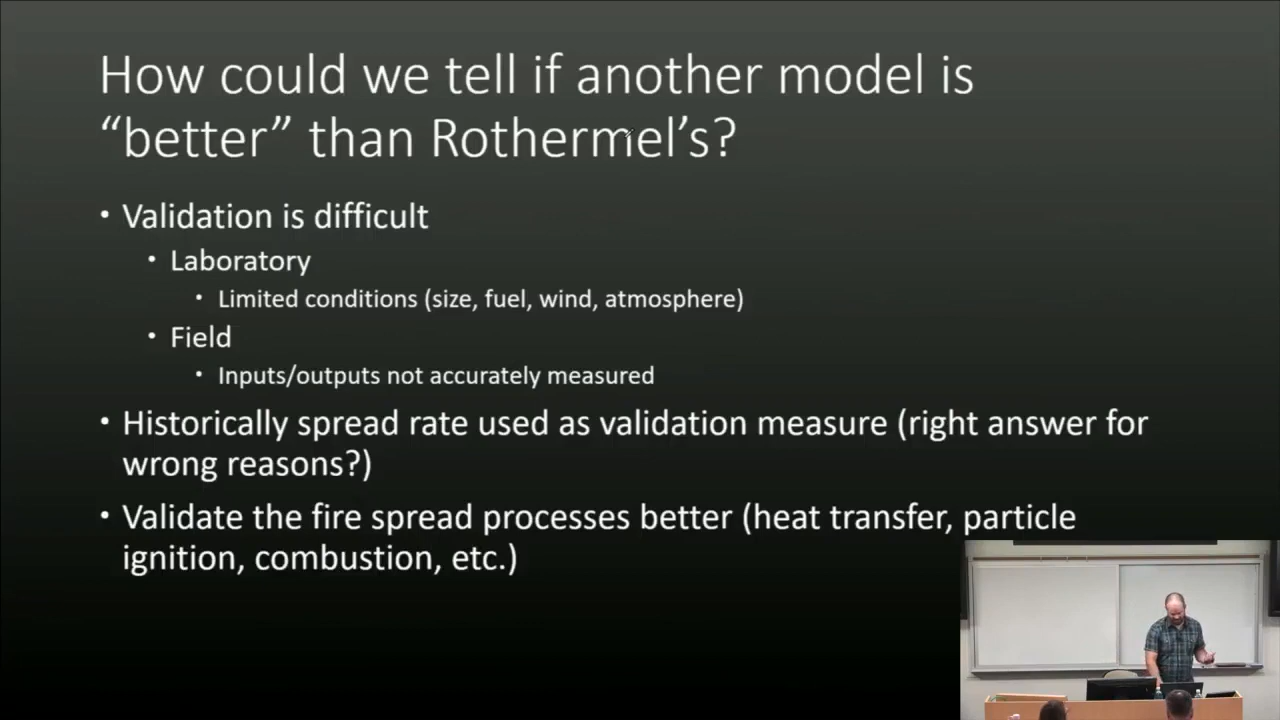 How could we tell if another model is
“better” than Rothermel’s?
• Validation is difficult
• Laboratory
• Limited conditions (size, fuel, wind, atmosphere)
• Field
• Inputs/outputs not accurately measured
• Historically spread rate used as validation measure (right answer for
wrong reasons?)
• Validate the fire spread processes better (heat transfer, particle
ignition, combustion, etc.)